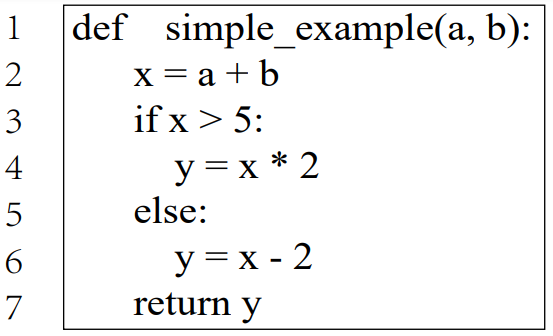 1 def simple_example(a, b):
2 x = a + b
3 if x > 5:
4 y = x * 2
5 else:
6 y = x - 2
7 return y